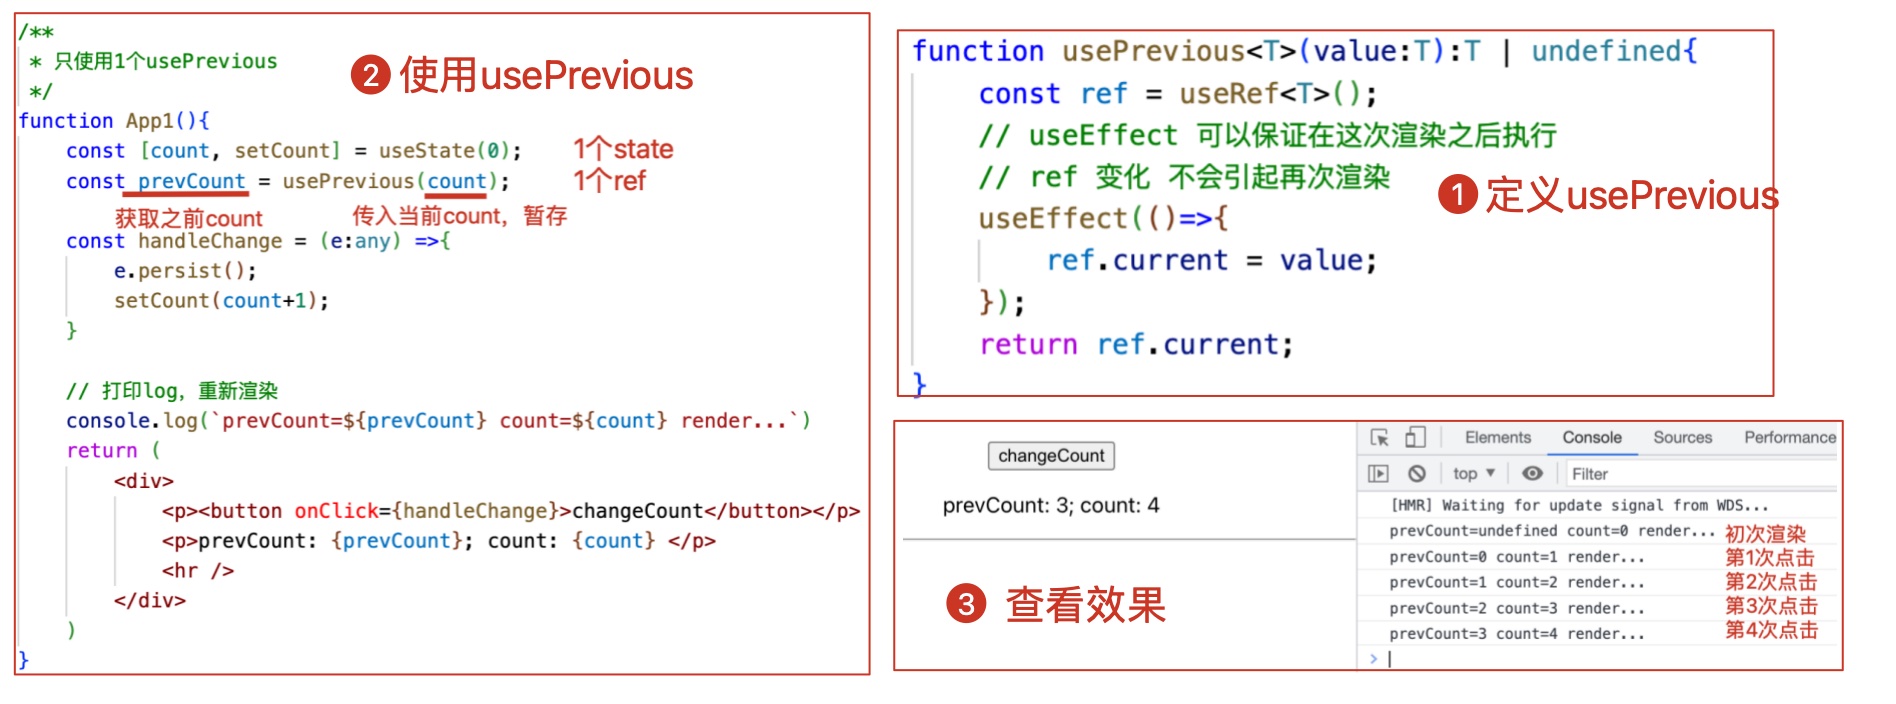 /**
 * 只使用1个usePrevious
 */
❷ 使用usePrevious
function App1(){
const [count, setCount] = useState(0);
1个state
const prevCount = usePrevious(count);
1个ref
获取之前count
传入当前count，暂存
const handleChange = (e:any) =>{
e.persist();
setCount(count+1);
}
// 打印log，重新渲染
console.log(`prevCount=${prevCount} count=${count} render...`)
return (
<div>
<p><button onClick={handleChange}>changeCount</button></p>
<p>prevCount: {prevCount}; count: {count} </p>
<hr />
</div>
)
}
function usePrevious<T>(value:T):T | undefined{
const ref = useRef<T>();
// useEffect 可以保证在这次渲染之后执行
// ref 变化 不会引起再次渲染
❶ 定义usePrevious
useEffect(()=>{
ref.current = value;
});
return ref.current;
}
changeCount
prevCount: 3; count: 4
❸ 查看效果
Elements Console Sources Performance
top ▼ Filter
[HMR] Waiting for update signal from WDS...
prevCount=undefined count=0 render... 初次渲染
prevCount=0 count=1 render... 第1次点击
prevCount=1 count=2 render... 第2次点击
prevCount=2 count=3 render... 第3次点击
prevCount=3 count=4 render... 第4次点击
>